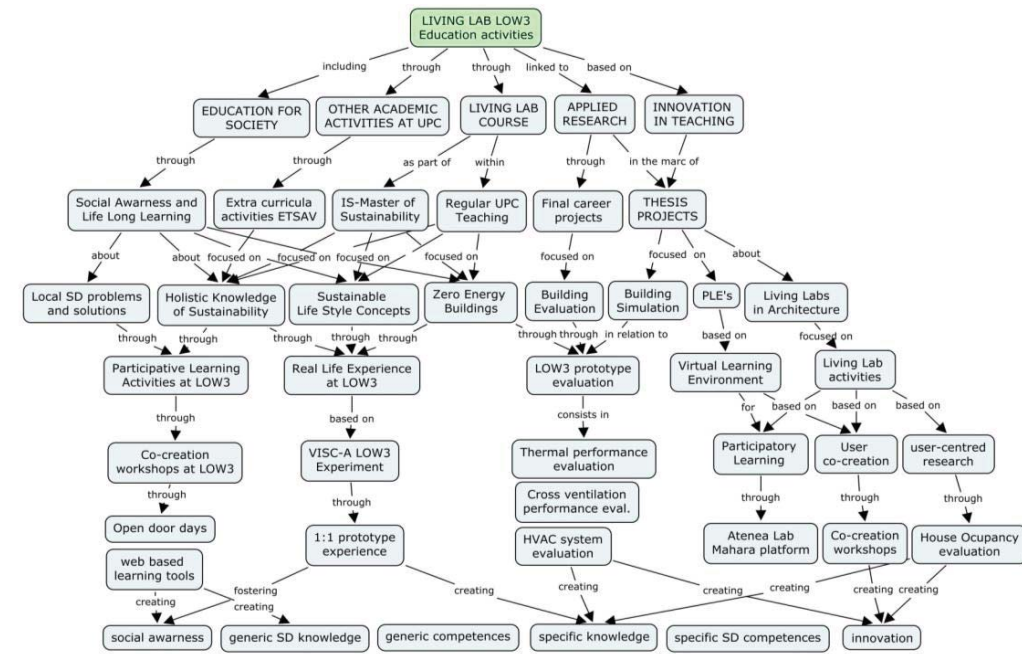 LIVING LAB LOW3
Education activities
including
through
through
linked to
based on
EDUCATION FOR
SOCIETY
OTHER ACADEMIC
ACTIVITIES AT UPC
LIVING LAB
COURSE
APPLIED
RESEARCH
INNOVATION
IN TEACHING
through
through
as part of
within
through
in the marc of
Social Awarness and
Life Long Learning
Extra curricula
activities ETSAV
IS-Master of
Sustainability
Regular UPC
Teaching
Final career
projects
THESIS
PROJECTS
about
about
focused on
focused on
focused on
focused on
focused on
focused on
about
Local SD problems
and solutions
Holistic Knowledge
of Sustainability
Sustainable
Life Style Concepts
Zero Energy
Buildings
Building
Evaluation
Building
Simulation
PLE's
Living Labs
in Architecture
through
through
through
through
through
through
through
in relation to
based on
focused on
Participative Learning
Activities at LOW3
Real Life Experience
at LOW3
LOW3 prototype
evaluation
Virtual Learning
Environment
Living Lab
activities
through
based on
consists in
for
based on
based on
based on
Co-creation
workshops at LOW3
VISC-A LOW3
Experiment
Thermal performance
evaluation
Participatory
Learning
User
co-creation
user-centred
research
through
through
Cross ventilation
performance eval.
through
through
through
Open door days
1:1 prototype
experience
HVAC system
evaluation
Atenea Lab
Mahara platform
Co-creation
workshops
House Ocupancy
evaluation
web based
learning tools
creating
fostering
creating
creating
creating
creating
creating
creating
creating
social awarness
generic SD knowledge
generic competences
specific knowledge
specific SD competences
innovation